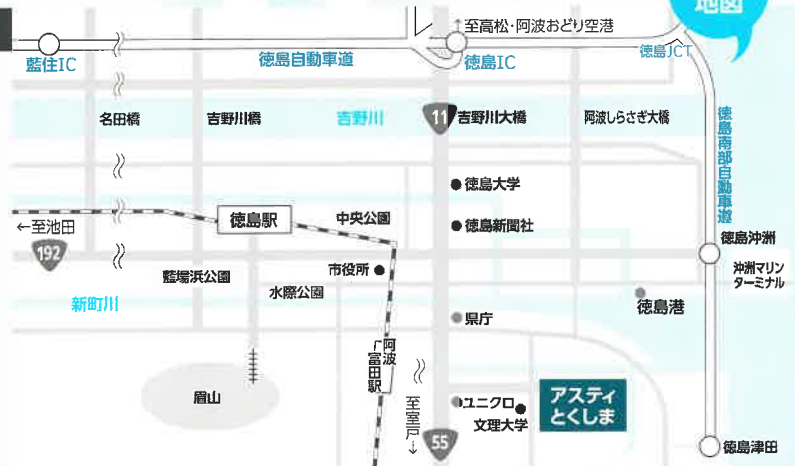 地図
↑至高松・阿波おどり空港
藍住IC
徳島自動車道
徳島IC
徳島JCT
名田橋
吉野川橋
吉野川
11
吉野川大橋
阿波しらさぎ大橋
徳島南部自動車道
徳島大学
徳島駅
中央公園
徳島新聞社
←至池田
192
徳島沖洲
市役所
沖洲マリン
ターミナル
藍場浜公園
水際公園
新町川
徳島港
県庁
阿波
富田駅
眉山
至室戸→
ユニクロ
文理大学
アスティ
とくしま
55
徳島津田